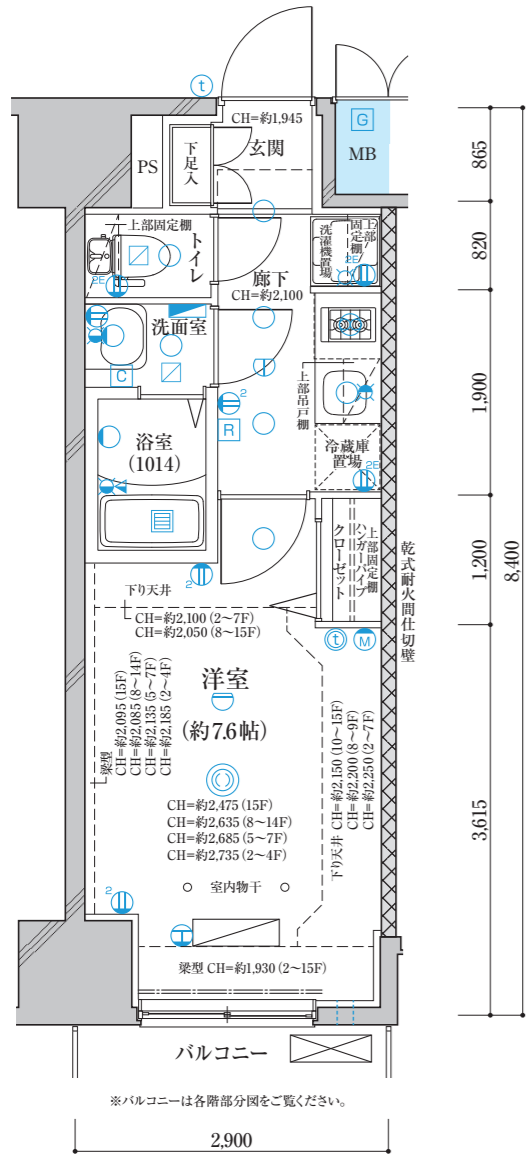 t
CH=約1,945
玄関
G
MB
PS
下足入
865
上部固定棚
トイレ
2E
廊下
CH=約2,100
洗濯機置場
上部固定棚
2E
820
洗面室
C
上部吊戸棚
2
R
1,900
浴室
(1014)
冷蔵庫
置場
2E
クローゼット
ハンガーパイプ
上部固定棚
乾式耐火間仕切壁
1,200
8,400
2
下り天井
CH=約2,100(2〜7F)
CH=約2,050(8〜15F)
t
M
梁型
CH=約2,095(15F)
CH=約2,085(8〜14F)
CH=約2,135(5〜7F)
CH=約2,185(2〜4F)
洋室
(約7.6帖)
CH=約2,475(15F)
CH=約2,635(8〜14F)
CH=約2,685(5〜7F)
CH=約2,735(2〜4F)
下り天井 CH=約2,150(10〜15F)
CH=約2,200(8〜9F)
CH=約2,250(2〜7F)
3,615
2
室内物干
梁型 CH=約1,930(2〜15F)
バルコニー
※バルコニーは各階部分図をご覧ください。
2,900